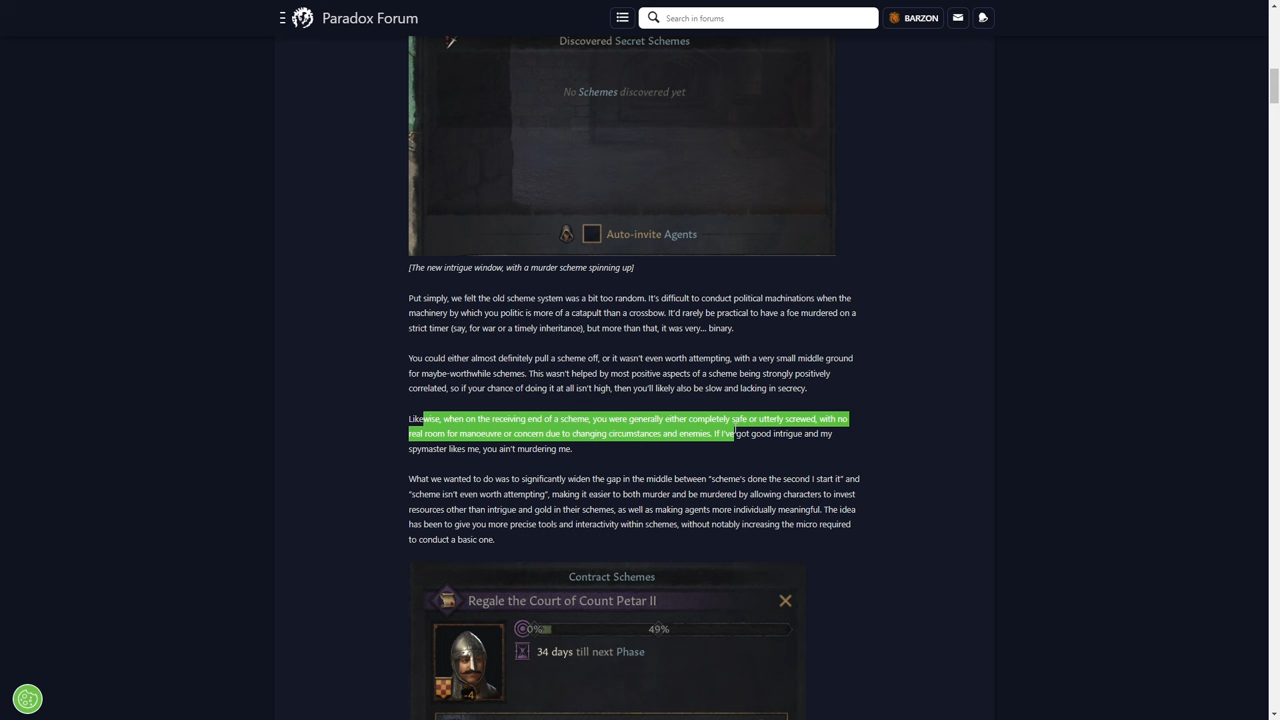 Paradox Forum
Search in forums
BARZON
Discovered Secret Schemes
No Schemes discovered yet
Auto-invite Agents
[The new intrigue window, with a murder scheme spinning up]
Put simply, we felt the old scheme system was a bit too random. It's difficult to conduct political machinations when the
machinery by which you politic is more of a catapult than a crossbow. It'd rarely be practical to have a foe murdered on a
strict timer (say, for war or a timely inheritance), but more than that, it was very... binary.
You could either almost definitely pull a scheme off, or it wasn't even worth attempting, with a very small middle ground
for maybe-worthwhile schemes. This wasn't helped by most positive aspects of a scheme being strongly positively
correlated, so if your chance of doing it at all isn't high, then you'll likely also be slow and lacking in secrecy.
Likewise, when on the receiving end of a scheme, you were generally either completely safe or utterly screwed, with no
real room for manoeuvre or concern due to changing circumstances and enemies. If I've got good intrigue and my
spymaster likes me, you ain't murdering me.
What we wanted to do was to significantly widen the gap in the middle between "scheme's done the second I start it" and
"scheme isn't even worth attempting", making it easier to both murder and be murdered by allowing characters to invest
resources other than intrigue and gold in their schemes, as well as making agents more individually meaningful. The idea
has been to give you more precise tools and interactivity within schemes, without notably increasing the micro required
to conduct a basic one.
Contract Schemes
Regale the Court of Count Petar II
0% 49%
34 days till next Phase
-4